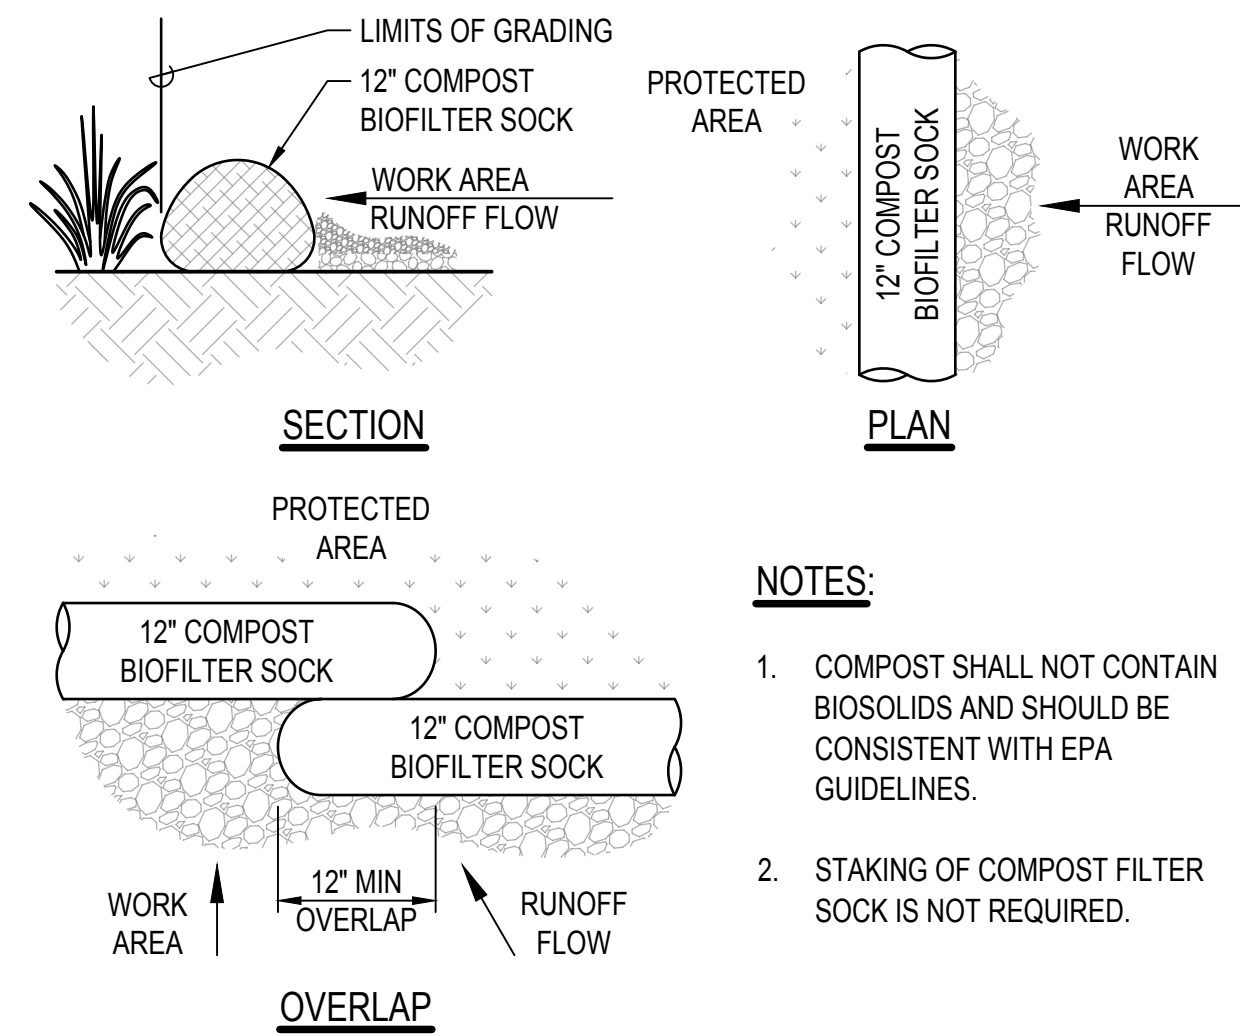 LIMITS OF GRADING
12" COMPOST
BIOFILTER SOCK
WORK AREA
RUNOFF FLOW
SECTION
PROTECTED
AREA
12" COMPOST
BIOFILTER SOCK
WORK
AREA
RUNOFF
FLOW
PLAN
PROTECTED
AREA
12" COMPOST
BIOFILTER SOCK
12" COMPOST
BIOFILTER SOCK
WORK
AREA
12" MIN
OVERLAP
RUNOFF
FLOW
OVERLAP
NOTES:
1. COMPOST SHALL NOT CONTAIN
BIOSOLIDS AND SHOULD BE
CONSISTENT WITH EPA
GUIDELINES.
2. STAKING OF COMPOST FILTER
SOCK IS NOT REQUIRED.